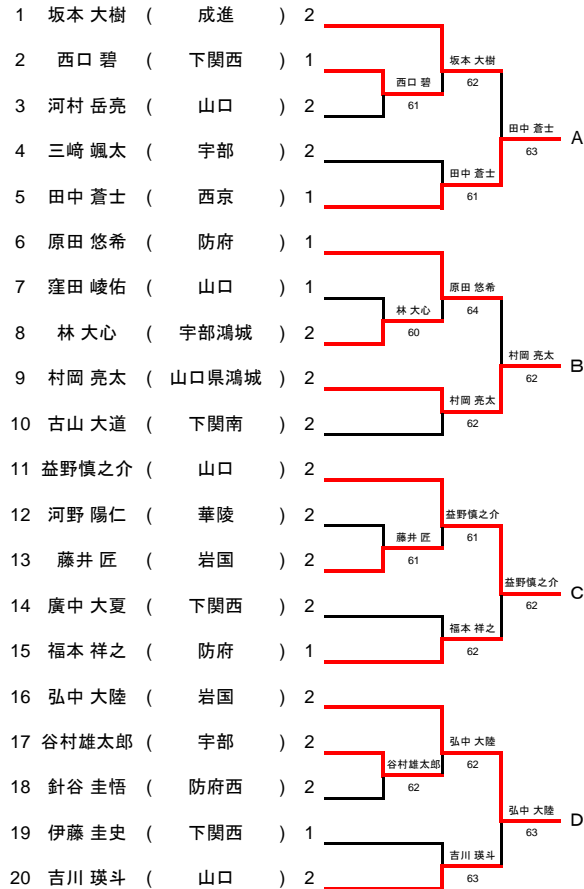 1 坂本 大樹 ( 成進 ) 2
坂本 大樹
2 西口 碧 ( 下関西 ) 1
西口 碧
62
3 河村 岳亮 ( 山口 ) 2
61
田中 蒼士
A
63
4 三﨑 颯太 ( 宇部 ) 2
田中 蒼士
5 田中 蒼士 ( 西京 ) 1
61
6 原田 悠希 ( 防府 ) 1
原田 悠希
7 窪田 崚佑 ( 山口 ) 1
林 大心
64
8 林 大心 ( 宇部鴻城 ) 2
60
村岡 亮太
B
62
9 村岡 亮太 ( 山口県鴻城 ) 2
村岡 亮太
10 古山 大道 ( 下関南 ) 2
62
11 益野慎之介 ( 山口 ) 2
益野慎之介
12 河野 陽仁 ( 華陵 ) 2
藤井 匠
61
13 藤井 匠 ( 岩国 ) 2
61
益野慎之介
C
62
14 廣中 大夏 ( 下関西 ) 2
福本 祥之
15 福本 祥之 ( 防府 ) 1
62
16 弘中 大陸 ( 岩国 ) 2
弘中 大陸
17 谷村雄太郎 ( 宇部 ) 2
谷村雄太郎
62
18 針谷 圭悟 ( 防府西 ) 2
62
弘中 大陸
D
63
19 伊藤 圭史 ( 下関西 ) 1
吉川 瑛斗
20 吉川 瑛斗 ( 山口 ) 2
63